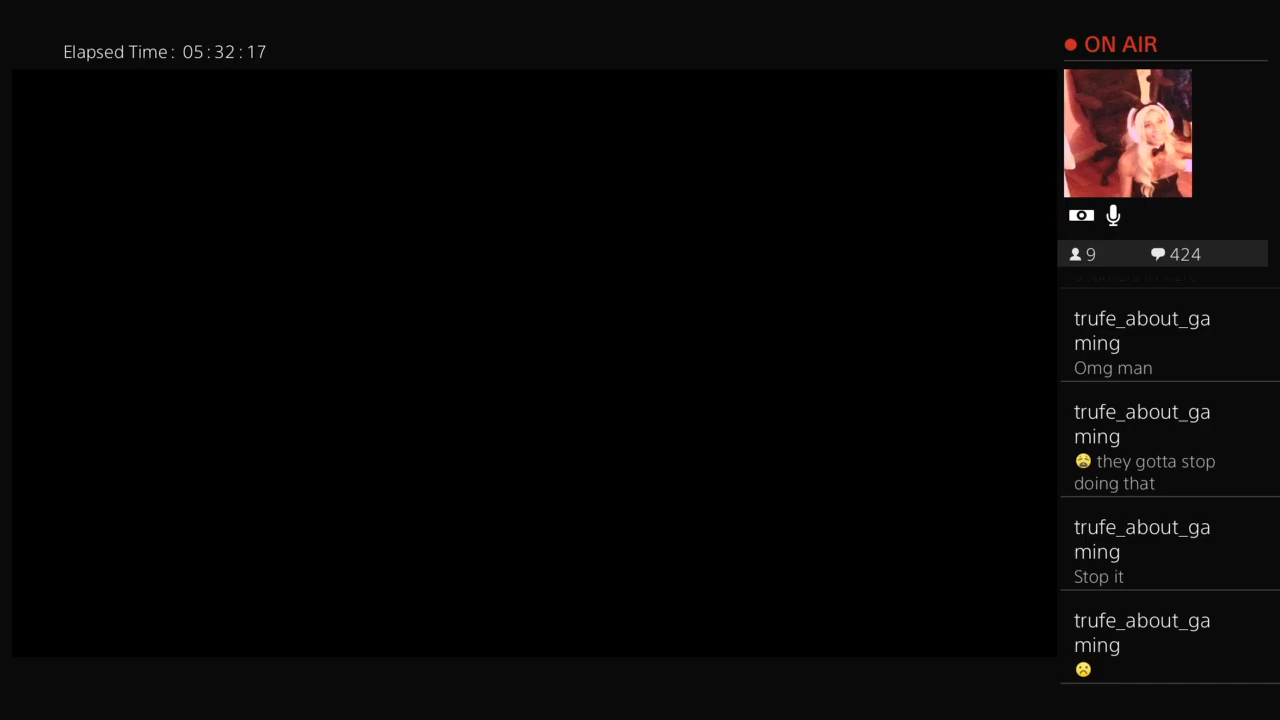 Elapsed Time: 05:32:17
ON AIR
9 424
trufe_about_ga
ming
Omg man
trufe_about_ga
ming
😩 they gotta stop
doing that
trufe_about_ga
ming
Stop it
trufe_about_ga
ming
☹️